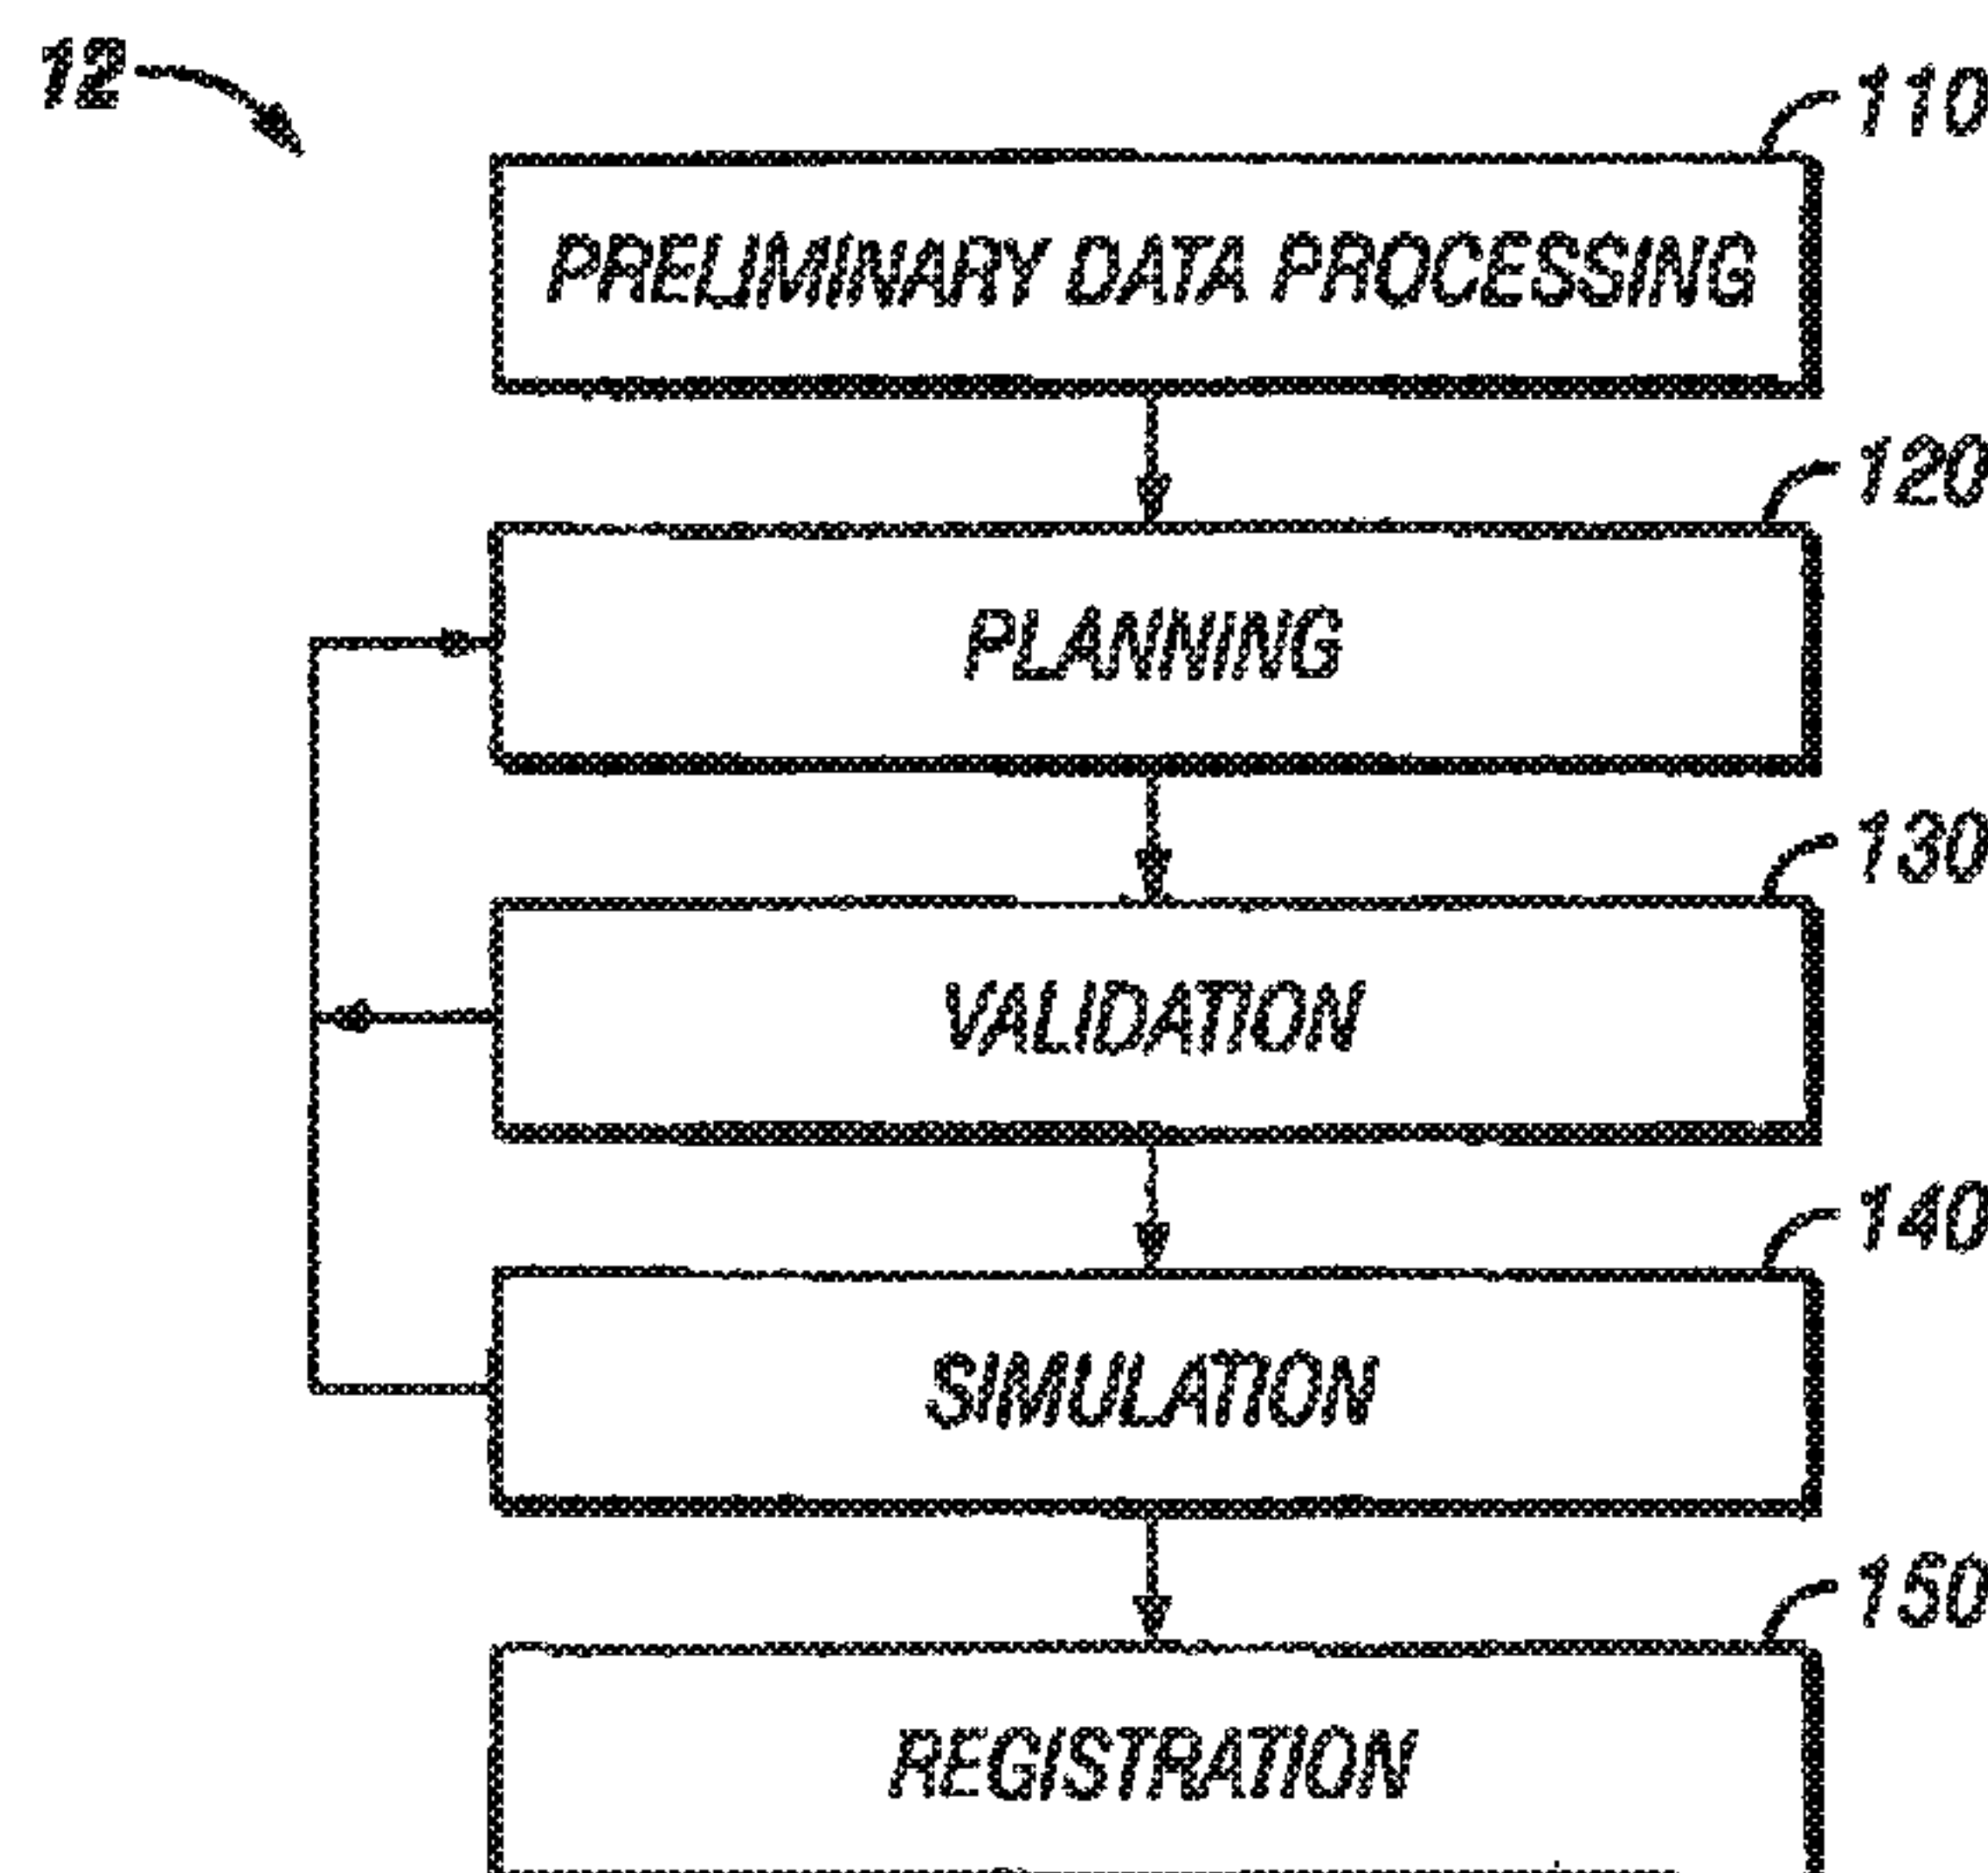 12
110
PRELIMINARY DATA PROCESSING
120
PLANNING
130
VALIDATION
140
SIMULATION
150
REGISTRATION